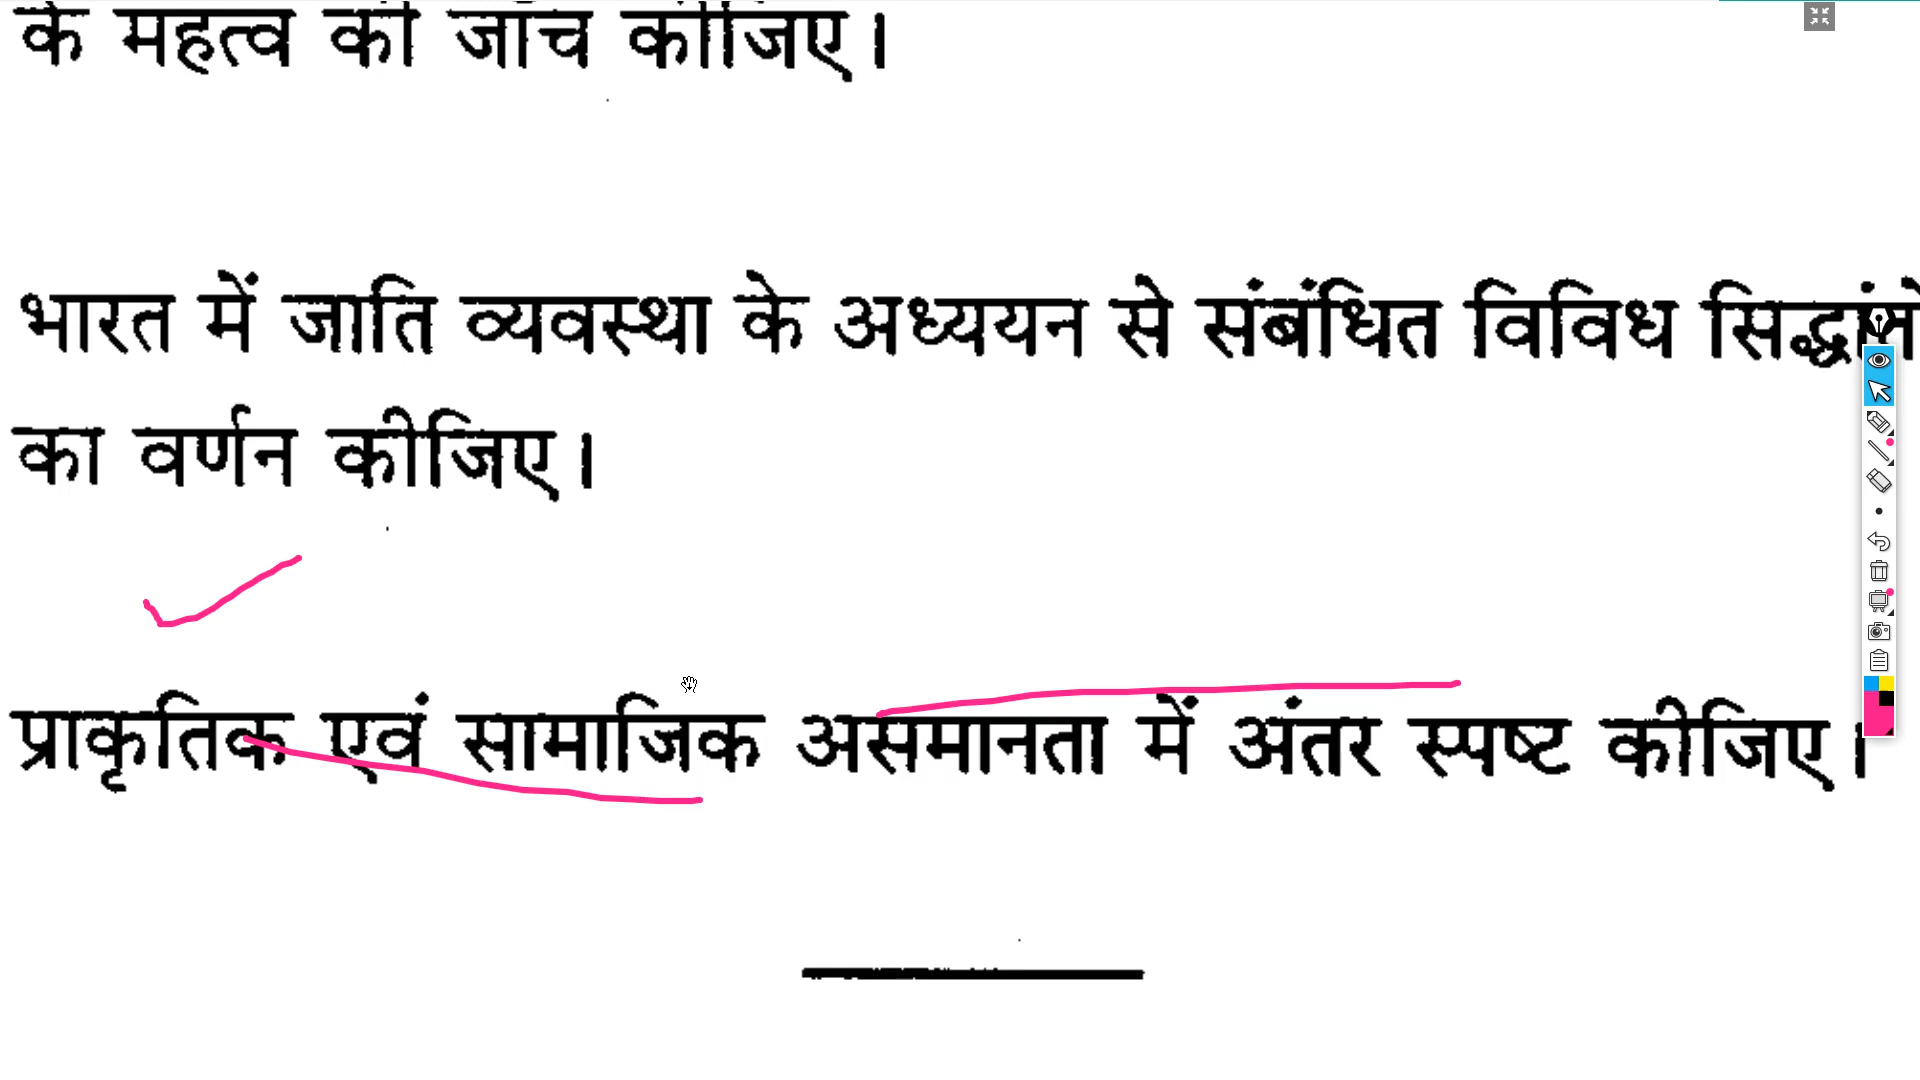 के महत्व की जाँच कीजिए।
भारत में जाति व्यवस्था के अध्ययन से संबंधित विविध
का वर्णन कीजिए।
प्राकृतिक एवं सामाजिक असमानता में अंतर स्पष्ट कीजिए।